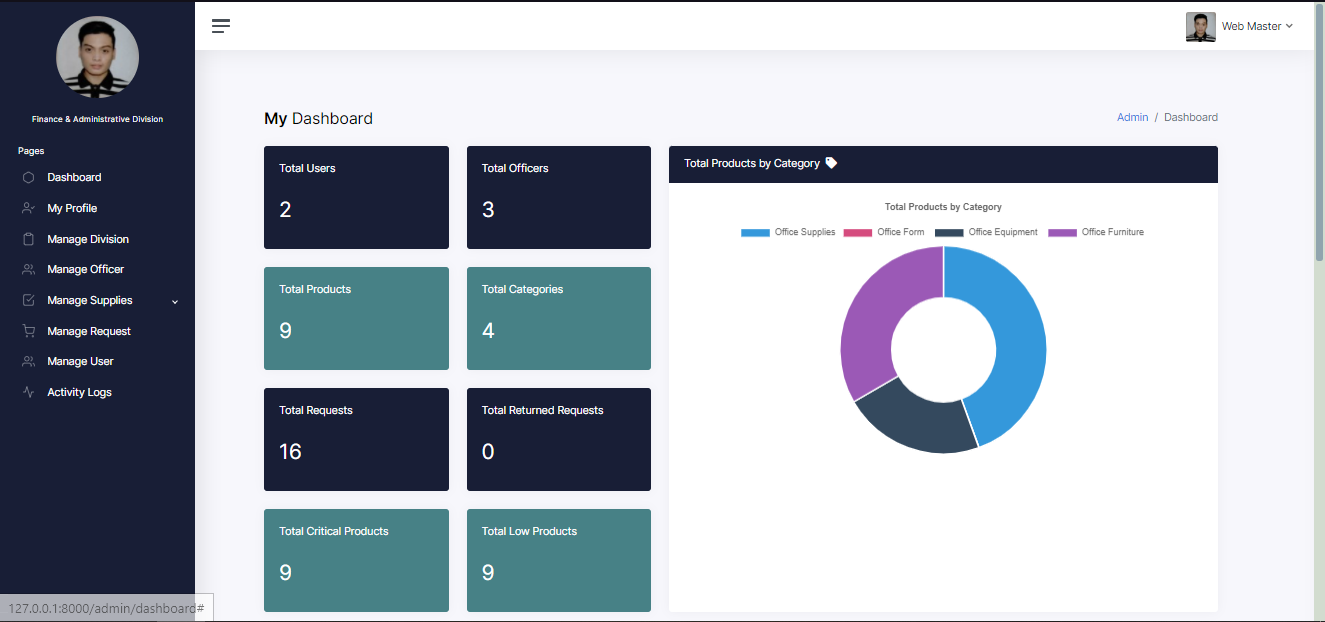 Web Master
Finance & Administrative Division
Pages
Dashboard
My Profile
Manage Division
Manage Officer
Manage Supplies
Manage Request
Manage User
Activity Logs
My Dashboard
Admin / Dashboard
Total Users
2
Total Officers
3
Total Products
9
Total Categories
4
Total Requests
16
Total Returned Requests
0
Total Critical Products
9
Total Low Products
9
Total Products by Category
Total Products by Category
Office Supplies Office Form Office Equipment Office Furniture
127.0.0.1:8000/admin/dashboard#